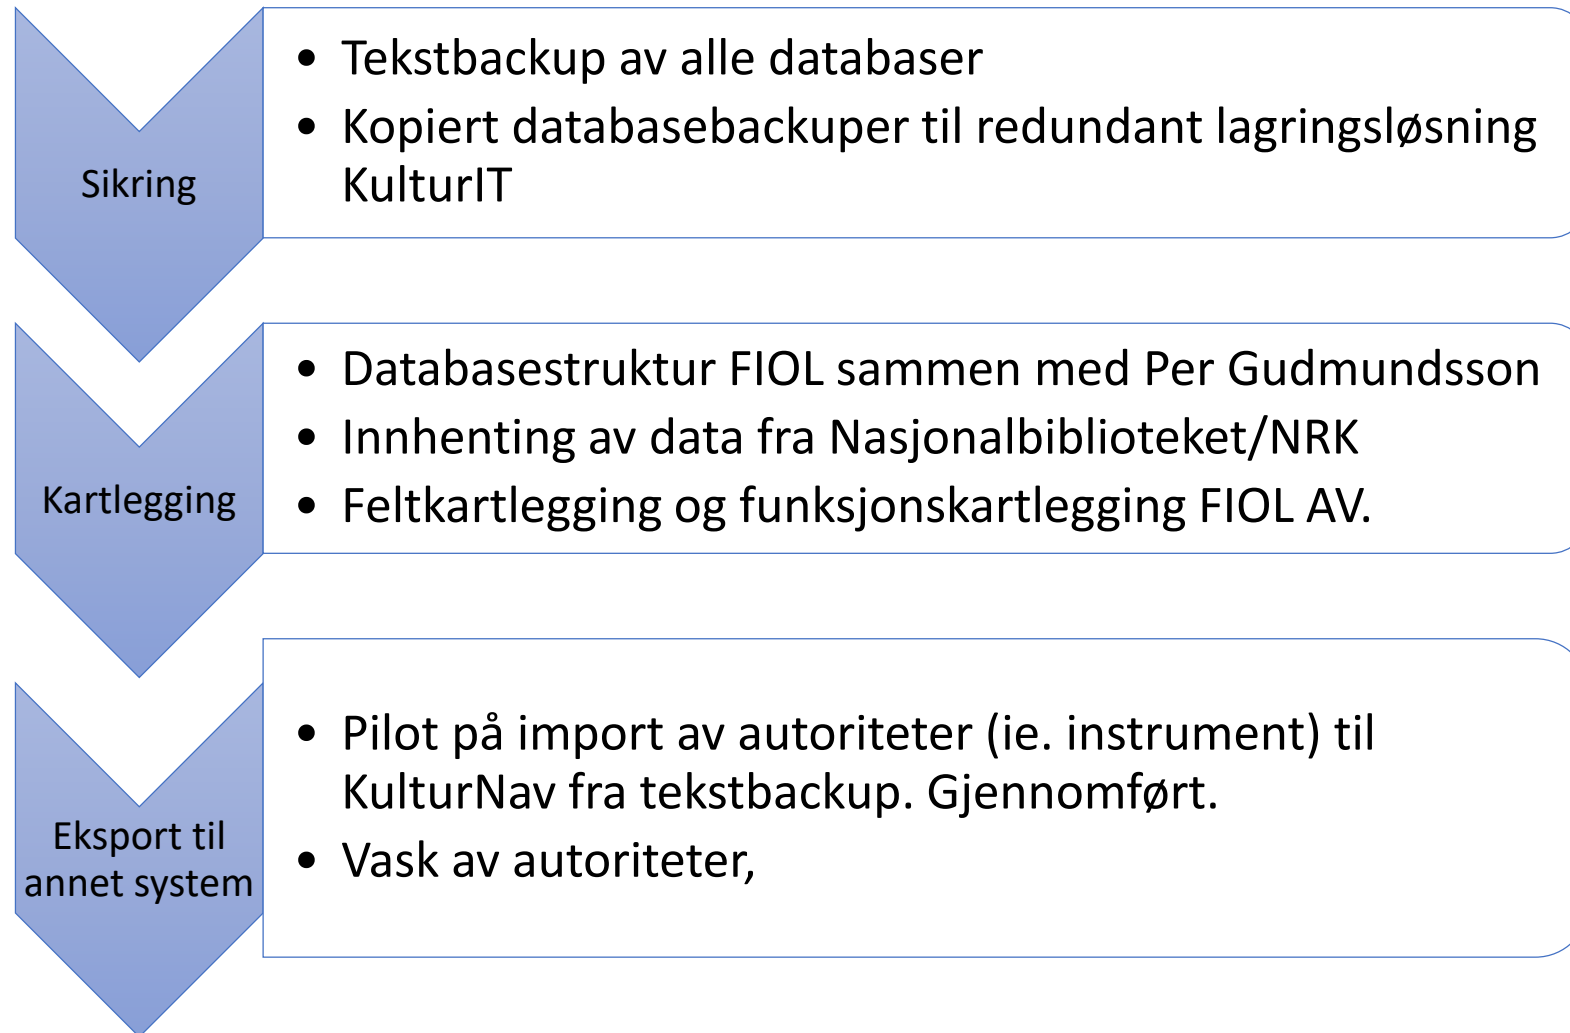 Sikring
• Tekstbackup av alle databaser
• Kopiert databasebackuper til redundant lagringsløsning
KulturIT
Kartlegging
• Databasestruktur FIOL sammen med Per Gudmundsson
• Innhenting av data fra Nasjonalbiblioteket/NRK
• Feltkartlegging og funksjonskartlegging FIOL AV.
Eksport til
annet system
• Pilot på import av autoriteter (ie. instrument) til
KulturNav fra tekstbackup. Gjennomført.
• Vask av autoriteter,